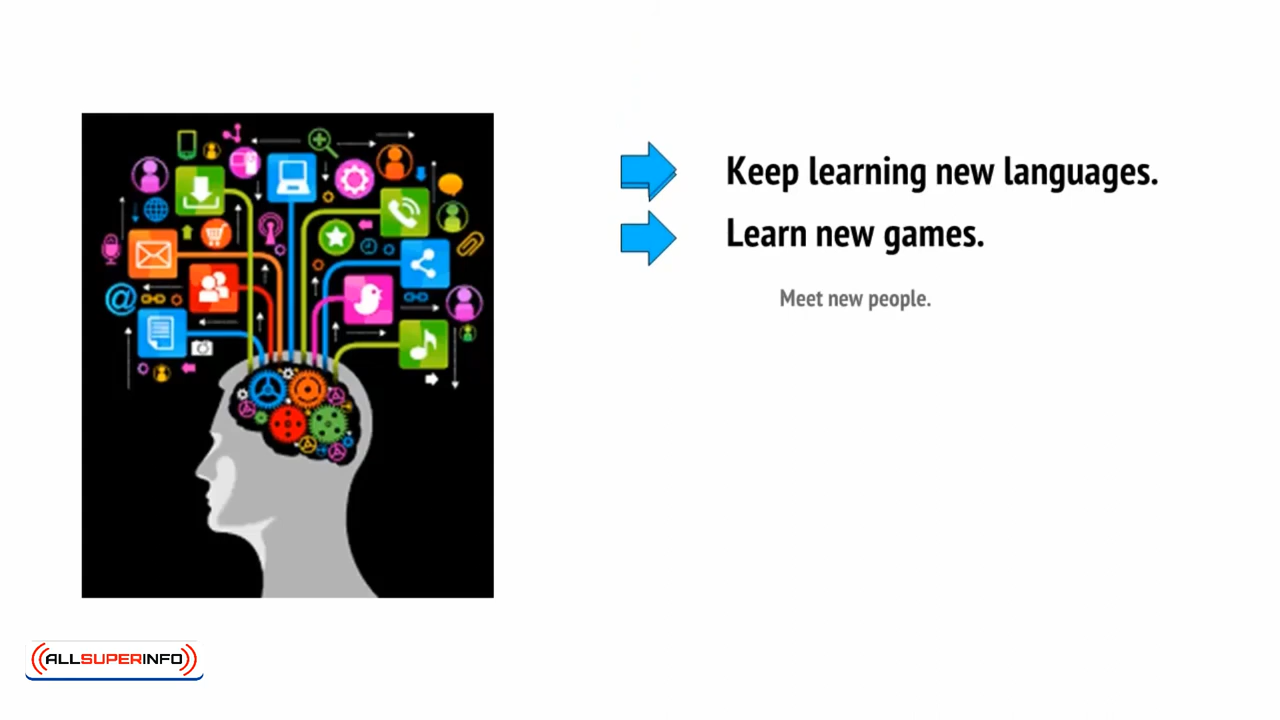 Keep learning new languages.
Learn new games.
Meet new people.
@
ALLSUPERINFO